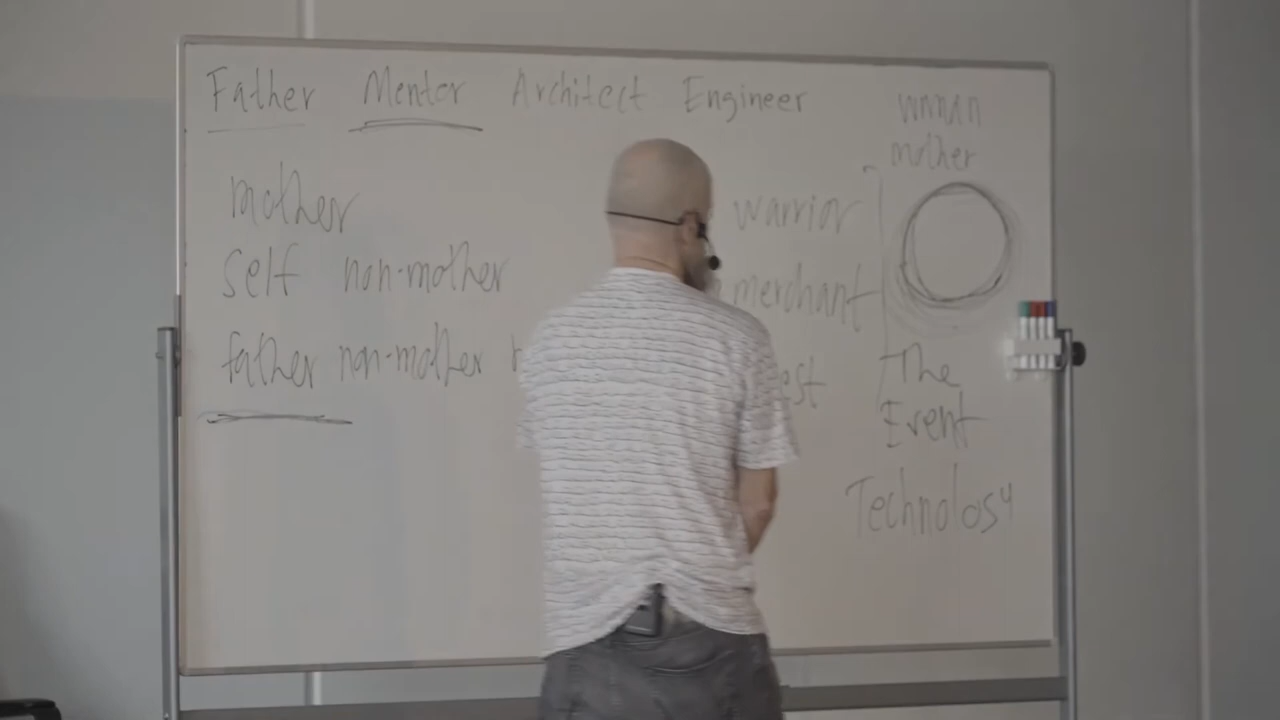 Father Mentor Architect Engineer
woman
mother
mother
warrior
self non-mother
merchant
father non-mother
The
Event
Technology